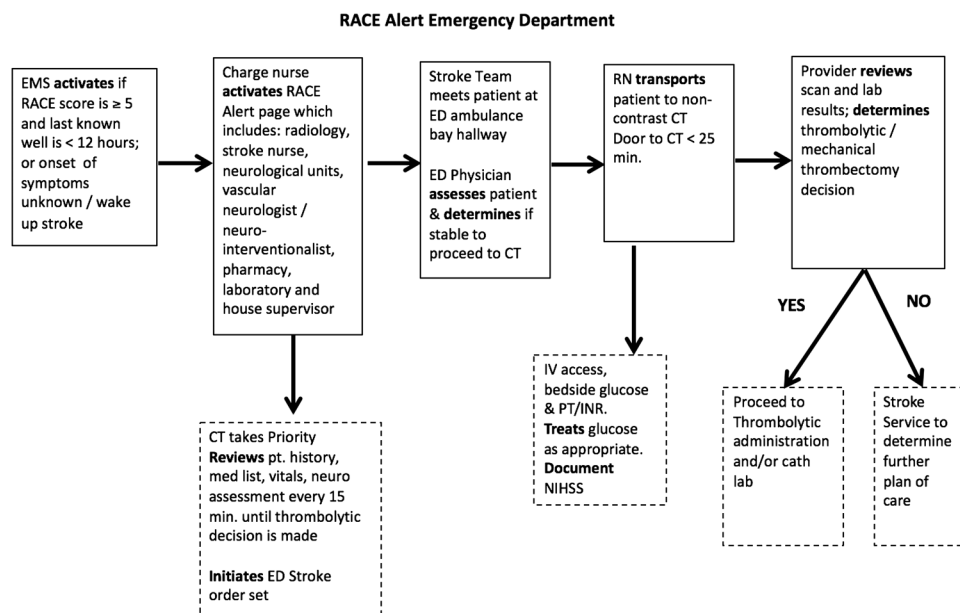 RACE Alert Emergency Department
EMS activates if
RACE score is ≥ 5
and last known
well is < 12 hours;
or onset of
symptoms
unknown / wake
up stroke
Charge nurse
activates RACE
Alert page which
includes: radiology,
stroke nurse,
neurological units,
vascular
neurologist /
neuro-
interventionalist,
pharmacy,
laboratory and
house supervisor
Stroke Team
meets patient at
ED ambulance
bay hallway
ED Physician
assesses patient
& determines if
stable to
proceed to CT
RN transports
patient to non-
contrast CT
Door to CT < 25
min.
Provider reviews
scan and lab
results; determines
thrombolytic /
mechanical
thrombectomy
decision
YES
NO
CT takes Priority
Reviews pt. history,
med list, vitals, neuro
assessment every 15
min. until thrombolytic
decision is made
Initiates ED Stroke
order set
IV access,
bedside glucose
& PT/INR.
Treats glucose
as appropriate.
Document
NIHSS
Proceed to
Thrombolytic
administration
and/or cath
lab
Stroke
Service to
determine
further
plan of
care